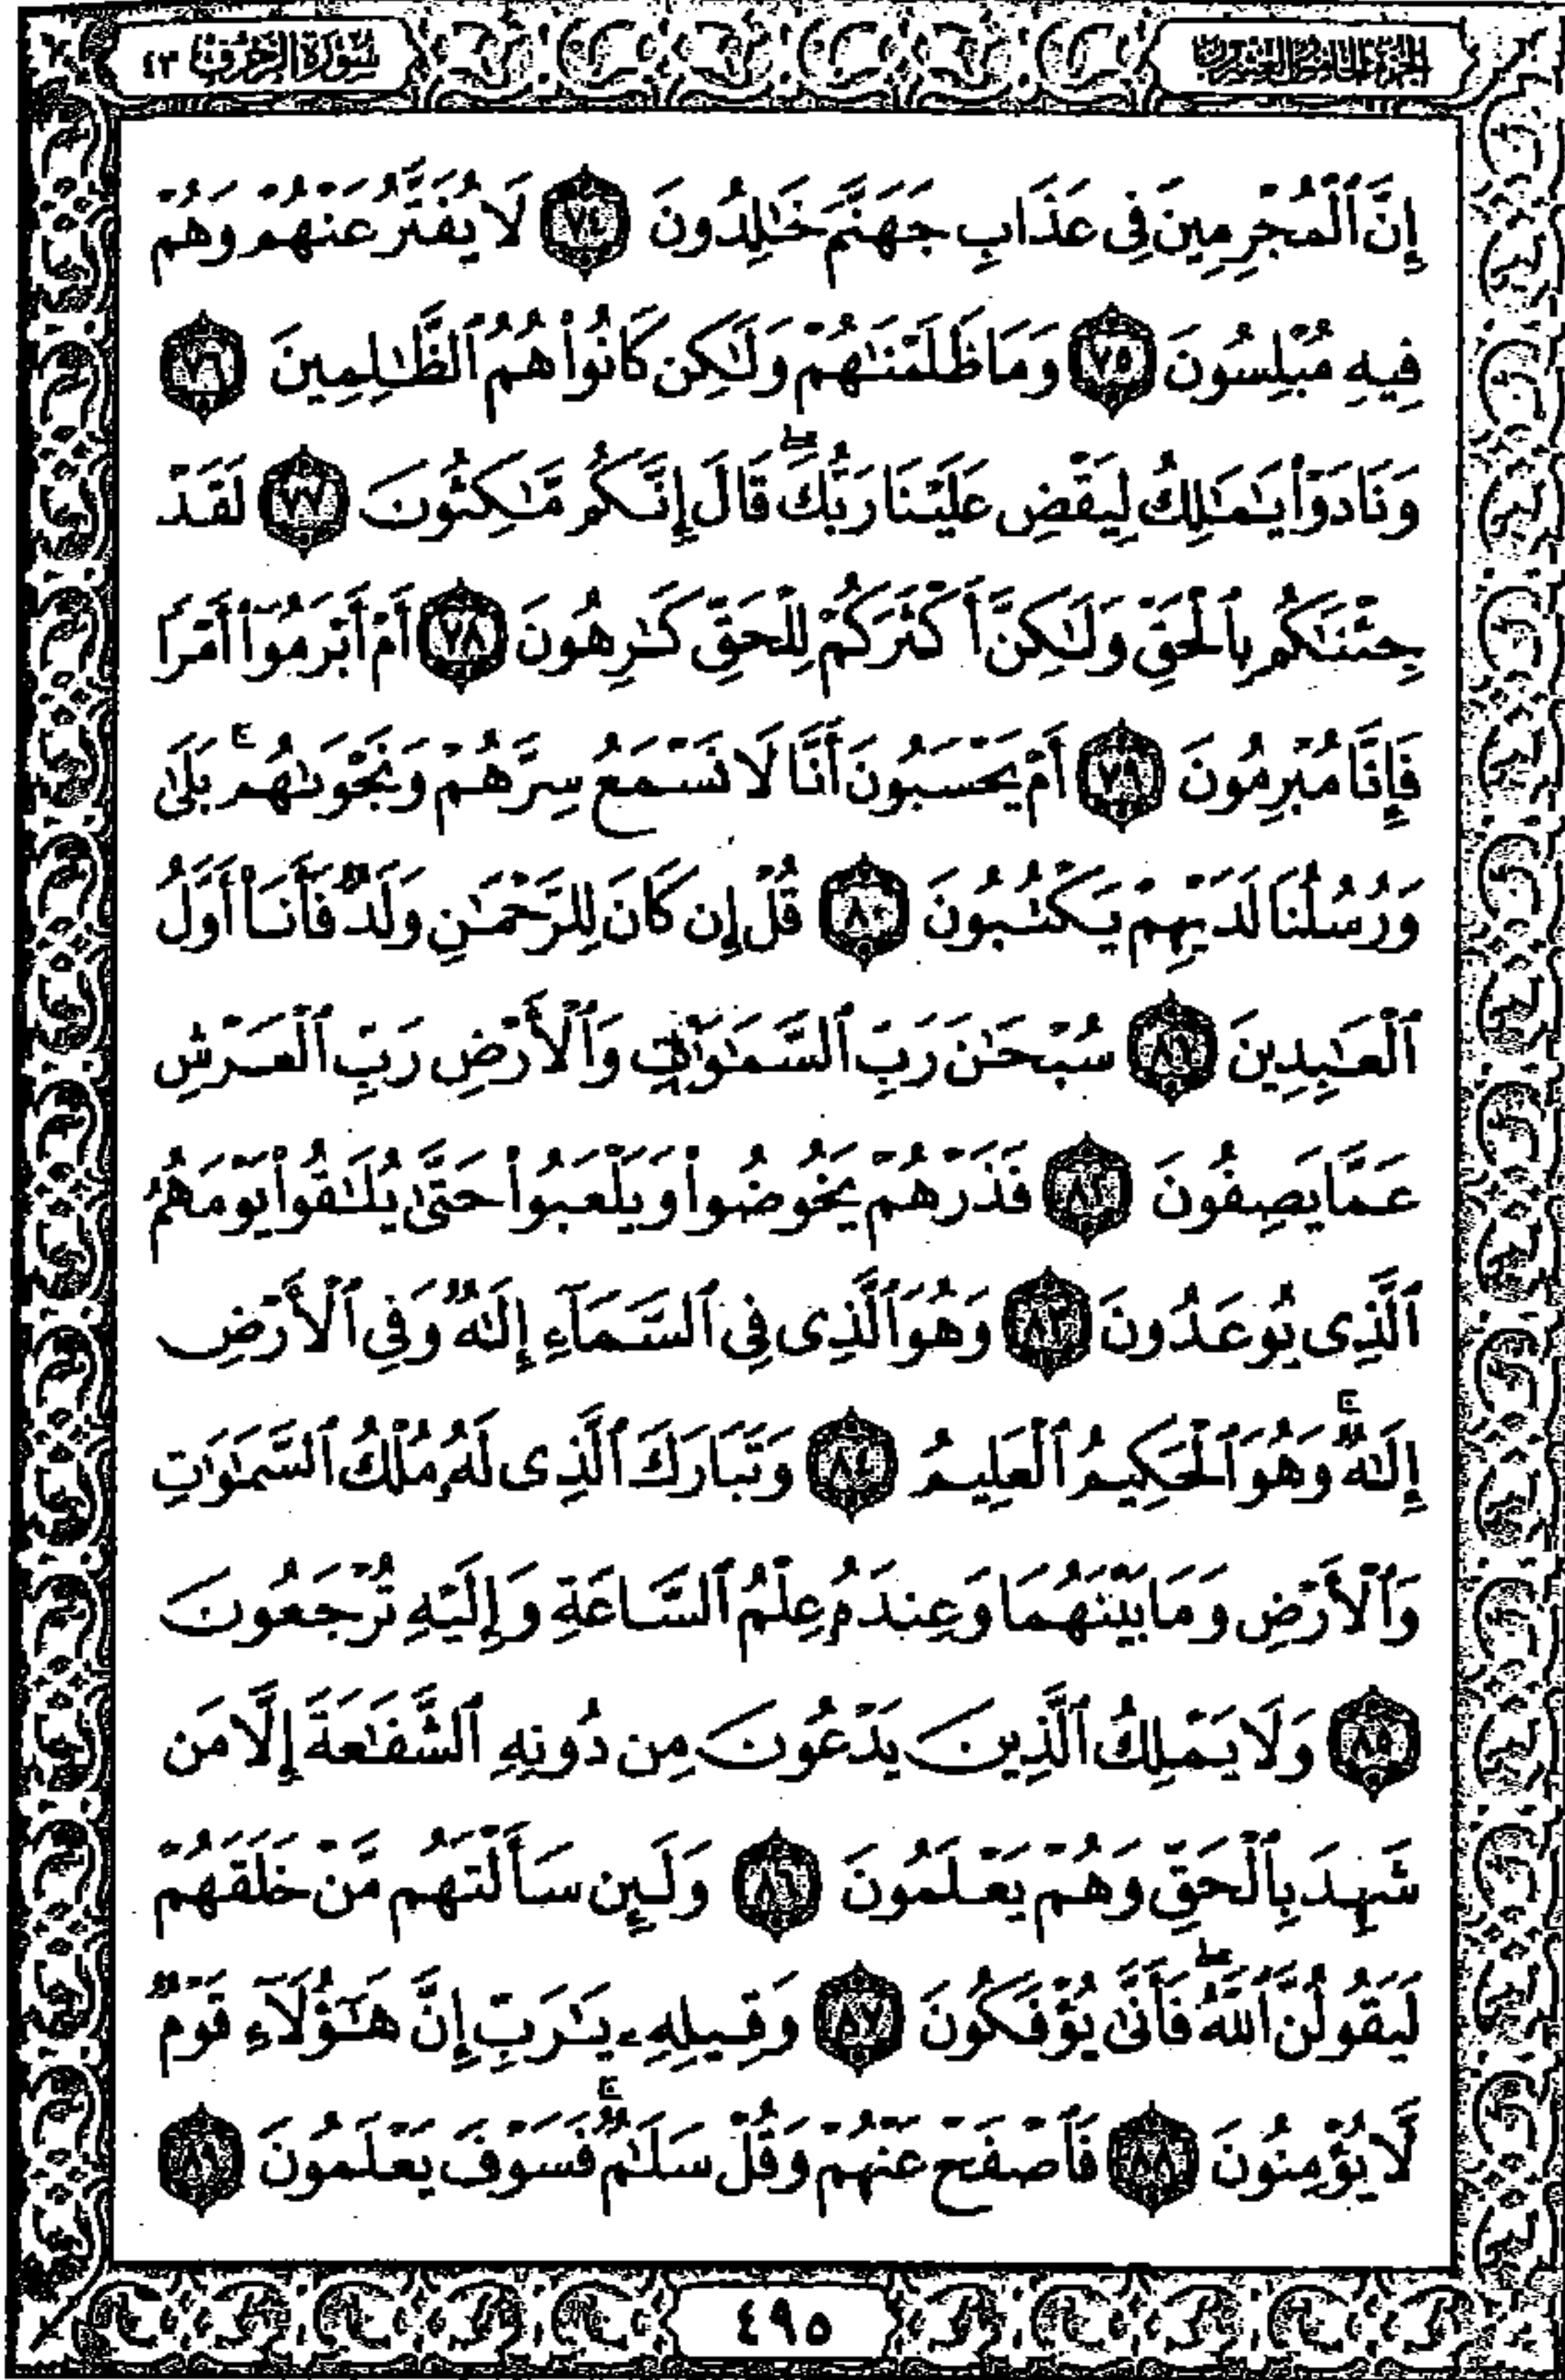 الجزء الخامس والعشرون
سورة الزخرف ٤٣
إِنَّ ٱلْمُجْرِمِينَ فِى عَذَابِ جَهَنَّمَ خَٰلِدُونَ ٧٤ لَا يُفَتَّرُ عَنْهُمْ وَهُمْ
فِيهِ مُبْلِسُونَ ٧٥ وَمَا ظَلَمْنَٰهُمْ وَلَٰكِن كَانُوا۟ هُمُ ٱلظَّٰلِمِينَ ٧٦
وَنَادَوْا۟ يَٰمَٰلِكُ لِيَقْضِ عَلَيْنَا رَبُّكَ ۖ قَالَ إِنَّكُم مَّٰكِثُونَ ٧٧ لَقَدْ
جِئْنَٰكُم بِٱلْحَقِّ وَلَٰكِنَّ أَكْثَرَكُمْ لِلْحَقِّ كَٰرِهُونَ ٧٨ أَمْ أَبْرَمُوٓا۟ أَمْرًا
فَإِنَّا مُبْرِمُونَ ٧٩ أَمْ يَحْسَبُونَ أَنَّا لَا نَسْمَعُ سِرَّهُمْ وَنَجْوَىٰهُم ۚ بَلَىٰ
وَرُسُلُنَا لَدَيْهِمْ يَكْتُبُونَ ٨٠ قُلْ إِن كَانَ لِلرَّحْمَٰنِ وَلَدٌ فَأَنَا۠ أَوَّلُ
ٱلْعَٰبِدِينَ ٨١ سُبْحَٰنَ رَبِّ ٱلسَّمَٰوَٰتِ وَٱلْأَرْضِ رَبِّ ٱلْعَرْشِ
عَمَّا يَصِفُونَ ٨٢ فَذَرْهُمْ يَخُوضُوا۟ وَيَلْعَبُوا۟ حَتَّىٰ يُلَٰقُوا۟ يَوْمَهُمُ
ٱلَّذِى يُوعَدُونَ ٨٣ وَهُوَ ٱلَّذِى فِى ٱلسَّمَآءِ إِلَٰهٌ وَفِى ٱلْأَرْضِ
إِلَٰهٌ ۚ وَهُوَ ٱلْحَكِيمُ ٱلْعَلِيمُ ٨٤ وَتَبَارَكَ ٱلَّذِى لَهُۥ مُلْكُ ٱلسَّمَٰوَٰتِ
وَٱلْأَرْضِ وَمَا بَيْنَهُمَا وَعِندَهُۥ عِلْمُ ٱلسَّاعَةِ وَإِلَيْهِ تُرْجَعُونَ
٨٥ وَلَا يَمْلِكُ ٱلَّذِينَ يَدْعُونَ مِن دُونِهِ ٱلشَّفَٰعَةَ إِلَّا مَن
شَهِدَ بِٱلْحَقِّ وَهُمْ يَعْلَمُونَ ٨٦ وَلَئِن سَأَلْتَهُم مَّنْ خَلَقَهُمْ
لَيَقُولُنَّ ٱللَّهُ ۖ فَأَنَّىٰ يُؤْفَكُونَ ٨٧ وَقِيلِهِۦ يَٰرَبِّ إِنَّ هَٰٓؤُلَآءِ قَوْمٌ
لَّا يُؤْمِنُونَ ٨٨ فَٱصْفَحْ عَنْهُمْ وَقُلْ سَلَٰمٌ ۚ فَسَوْفَ يَعْلَمُونَ ٨٩
٤٩٥